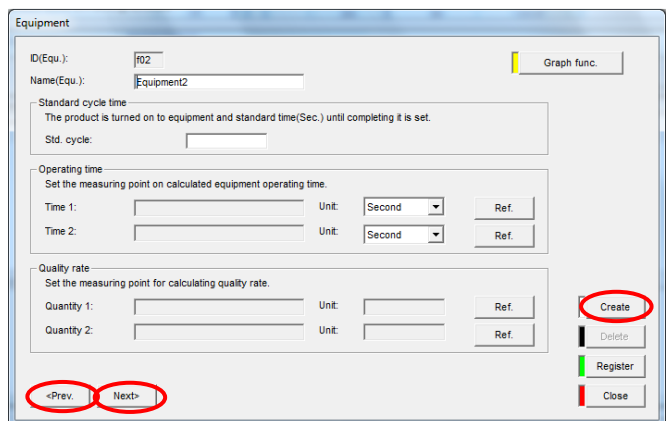 Equipment
ID(Equ.): f02
Graph func.
Name(Equ.): Equipment2
Standard cycle time
The product is turned on to equipment and standard time(Sec.) until completing it is set.
Std. cycle:
Operating time
Set the measuring point on calculated equipment operating time.
Time 1: Unit: Second Ref.
Time 2: Unit: Second Ref.
Quality rate
Set the measuring point for calculating quality rate.
Quantity 1: Unit: Ref.
Create
Quantity 2: Unit: Ref.
Delete
Register
<Prev. Next> Close